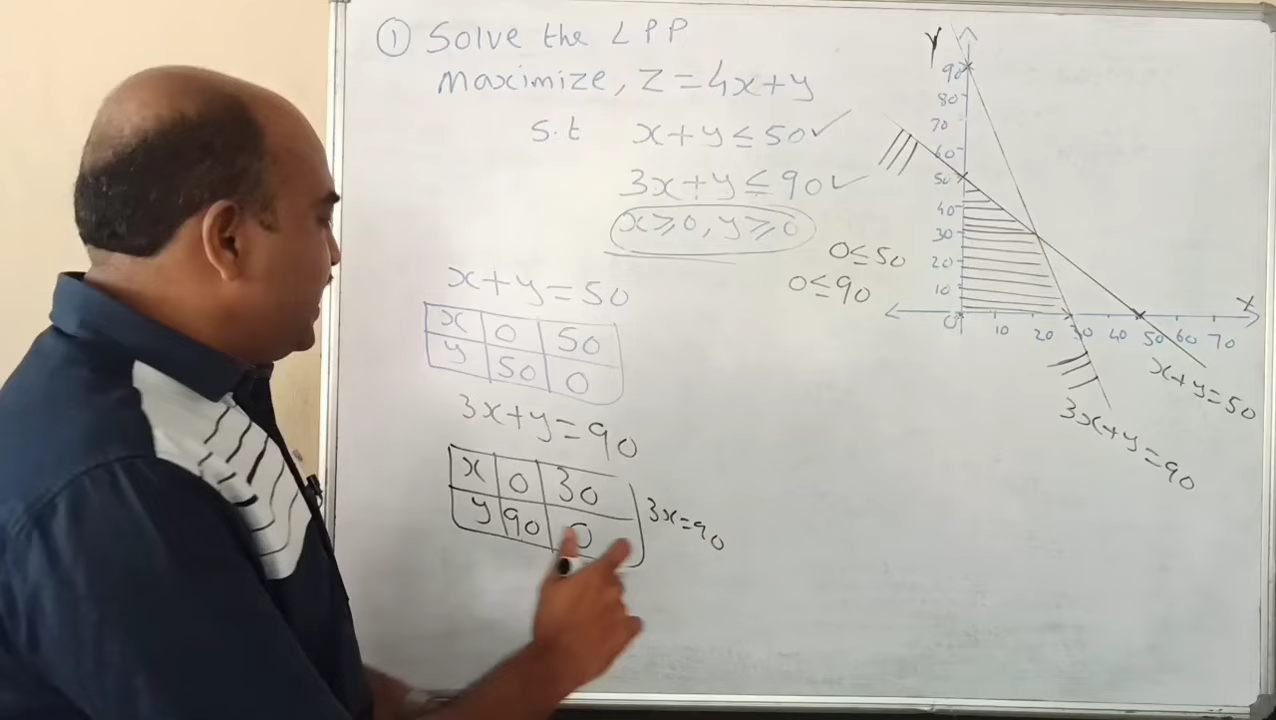 ① Solve the LPP
Maximize, Z = 4x+y
S.t x+y ≤ 50 ✓
3x+y ≤ 90 ✓
x≥0, y≥0
0≤50
0≤90
x+y=50
x 0 50
y 50 0
3x+y=90
x 0 30
y 90 0
3x=90
Y
90
80
70
60
50
40
30
20
10
0
10 20 30 40 50 60 70
X
x+y=50
3x+y=90